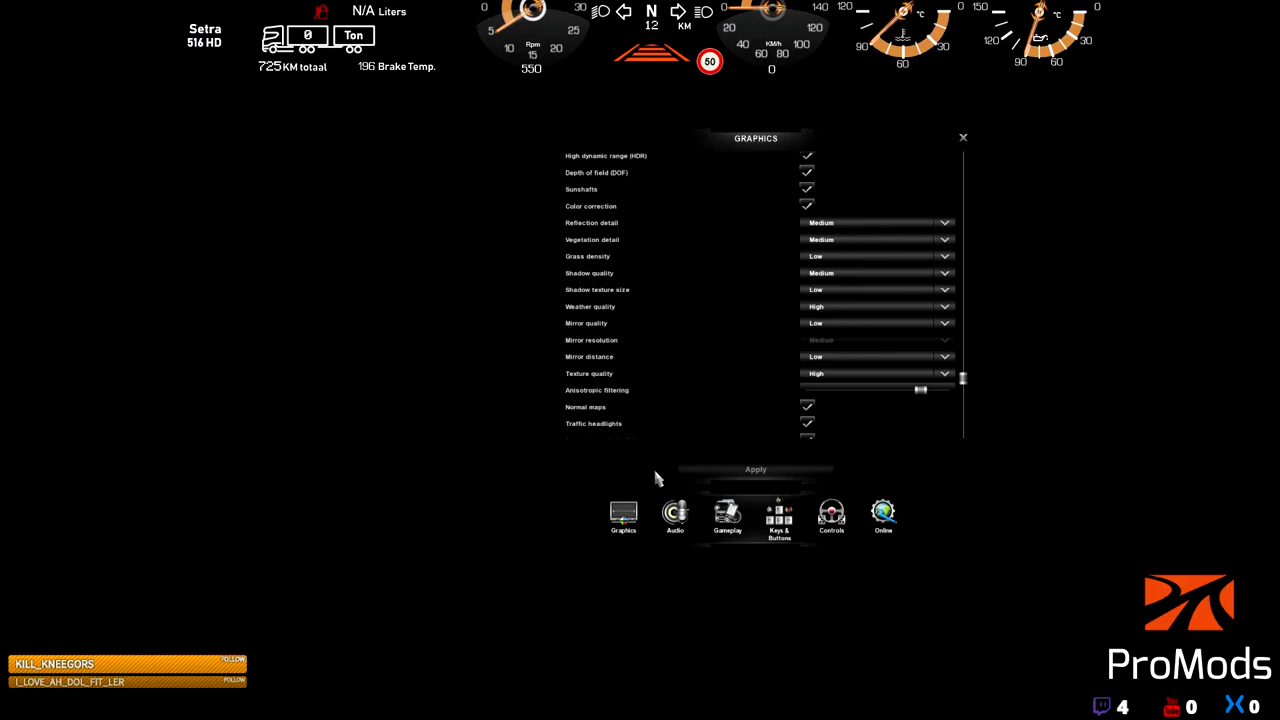 Setra
516 HD
N/A Liters
0 Ton
725 KM totaal
196 Brake Temp.
0 30
5 25
10 20
Rpm
15
550
N
12 KM
50
0 140
20 120
40 100
KM/H
60 80
0
120 0
°C
90 30
60
150 0
°C
120 30
90 60
GRAPHICS
High dynamic range (HDR)
Depth of field (DOF)
Sunshafts
Color correction
Reflection detail Medium
Vegetation detail Medium
Grass density Low
Shadow quality Medium
Shadow texture size Low
Weather quality High
Mirror quality Low
Mirror resolution Medium
Mirror distance Low
Texture quality High
Anisotropic filtering
Normal maps
Traffic headlights
Apply
Graphics Audio Gameplay Keys & Buttons Controls Online
KILL_KNEEGORS FOLLOW
I_LOVE_AH_DOL_FIT_LER FOLLOW
ProMods
4 0 0